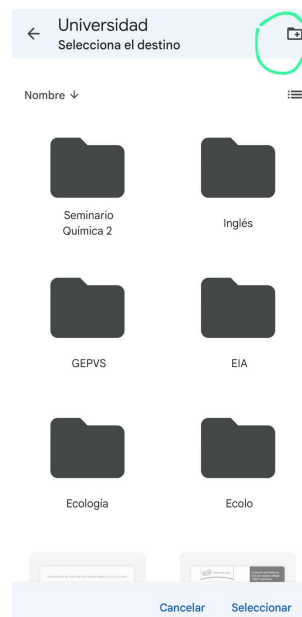 Universidad
Selecciona el destino
Nombre ↓
Seminario
Química 2
Inglés
GEPVS
EIA
Ecología
Ecolo
Cancelar
Seleccionar